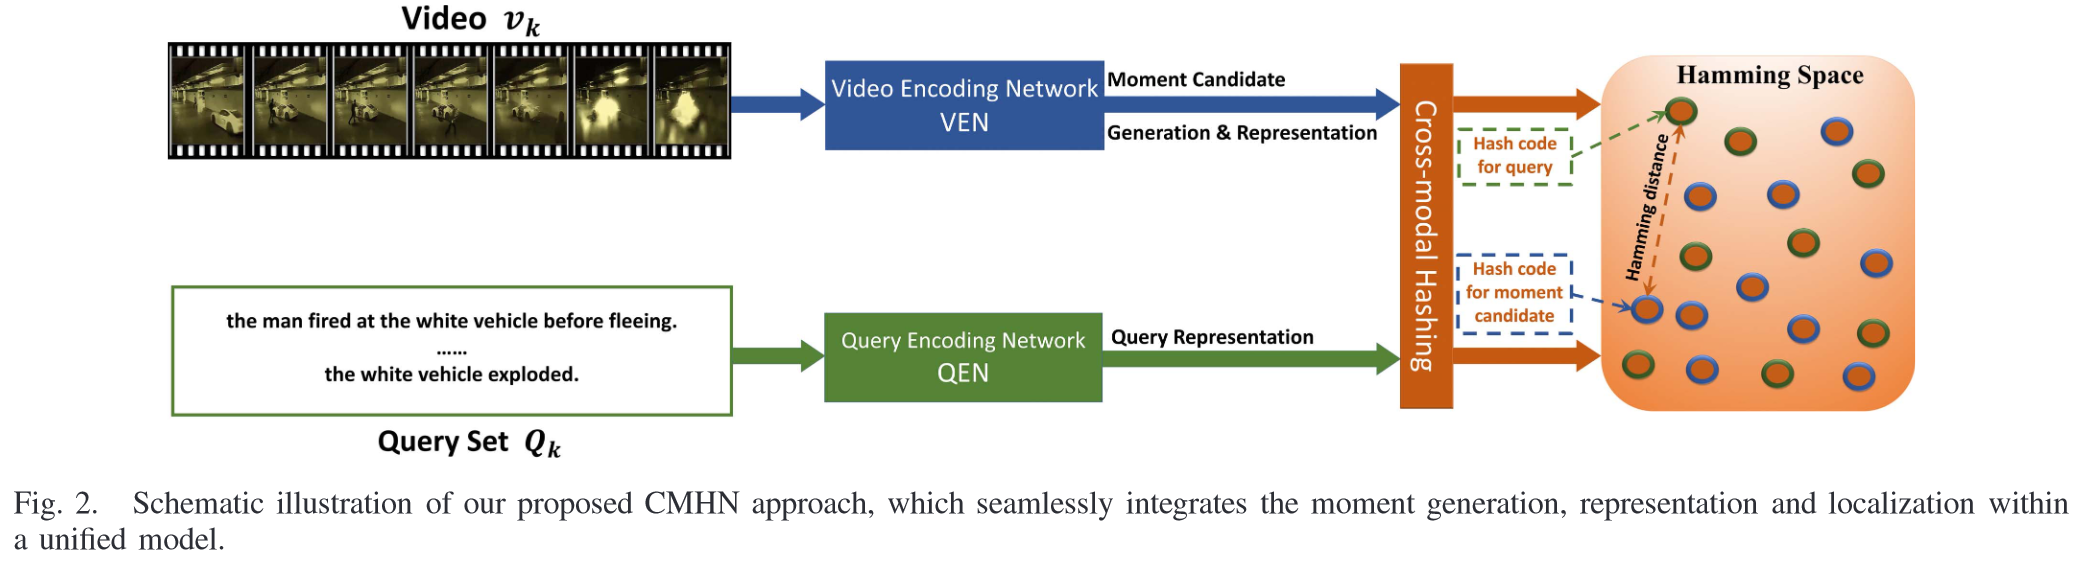 Video v_k
Video Encoding Network
VEN
Moment Candidate
Generation & Representation
the man fired at the white vehicle before fleeing.
......
the white vehicle exploded.
Query Set Q_k
Query Encoding Network
QEN
Query Representation
Cross-modal Hashing
Hash code
for query
Hash code
for moment
candidate
Hamming Space
Hamming distance
Fig. 2. Schematic illustration of our proposed CMHN approach, which seamlessly integrates the moment generation, representation and localization within
a unified model.